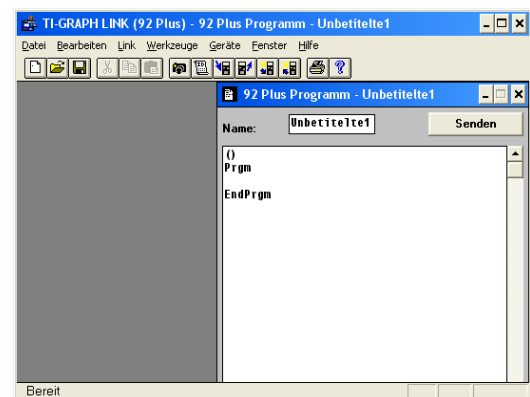 TI-GRAPH LINK (92 Plus) - 92 Plus Programm - Unbetitelte1
Datei Bearbeiten Link Werkzeuge Geräte Fenster Hilfe
92 Plus Programm - Unbetitelte1
Name: Unbetitelte1 Senden
()
Prgm
EndPrgm
Bereit